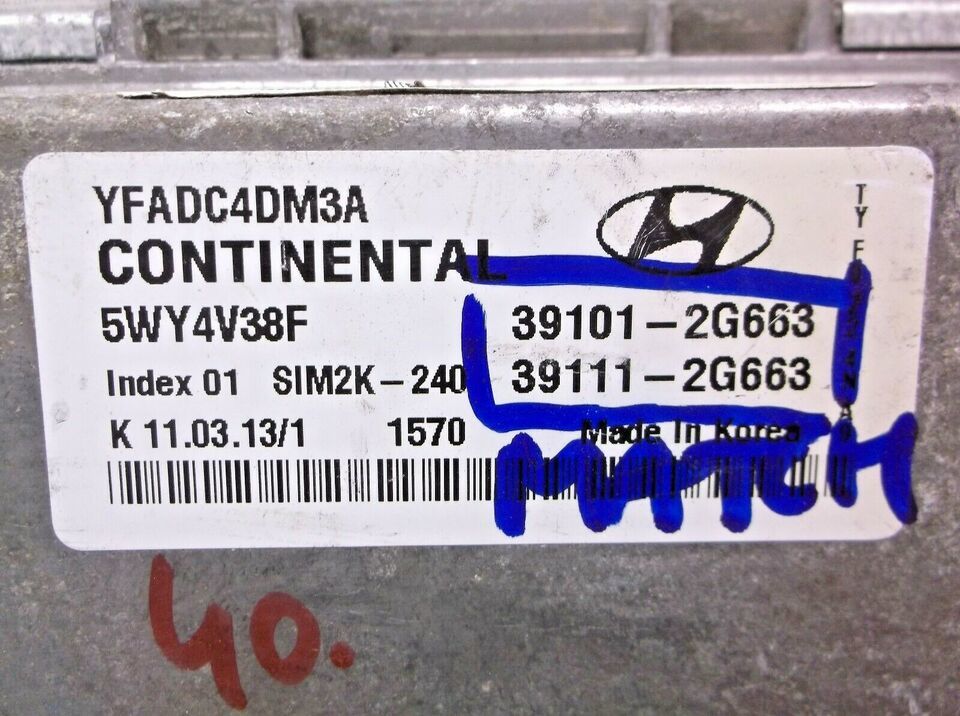 YFADC4DM3A
CONTINENTAL
5WY4V38F 39101-2G663
Index 01 SIM2K-240 39111-2G663
K 11.03.13/1 1570 Made In Korea
MATCH
40.